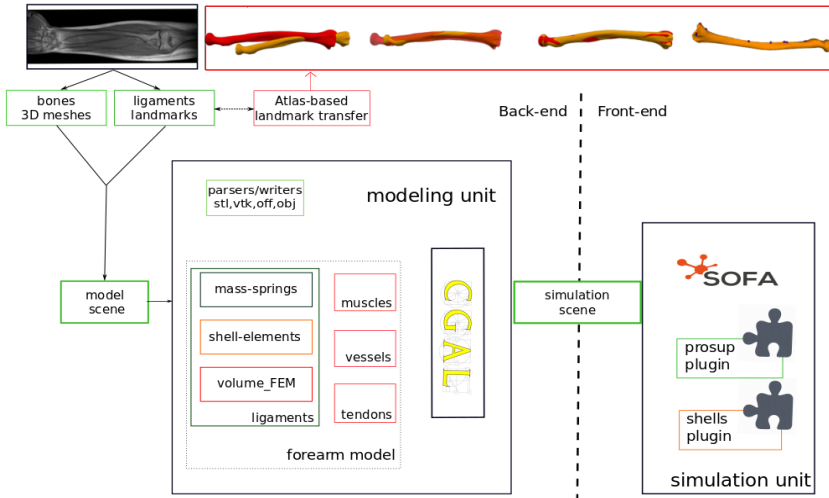 bones
3D meshes
ligaments
landmarks
Atlas-based
landmark transfer
Back-end
Front-end
parsers/writers
stl,vtk,off,obj
modeling unit
model
scene
mass-springs
shell-elements
volume_FEM
ligaments
muscles
vessels
tendons
forearm model
CGAL
simulation
scene
SOFA
prosup
plugin
shells
plugin
simulation unit